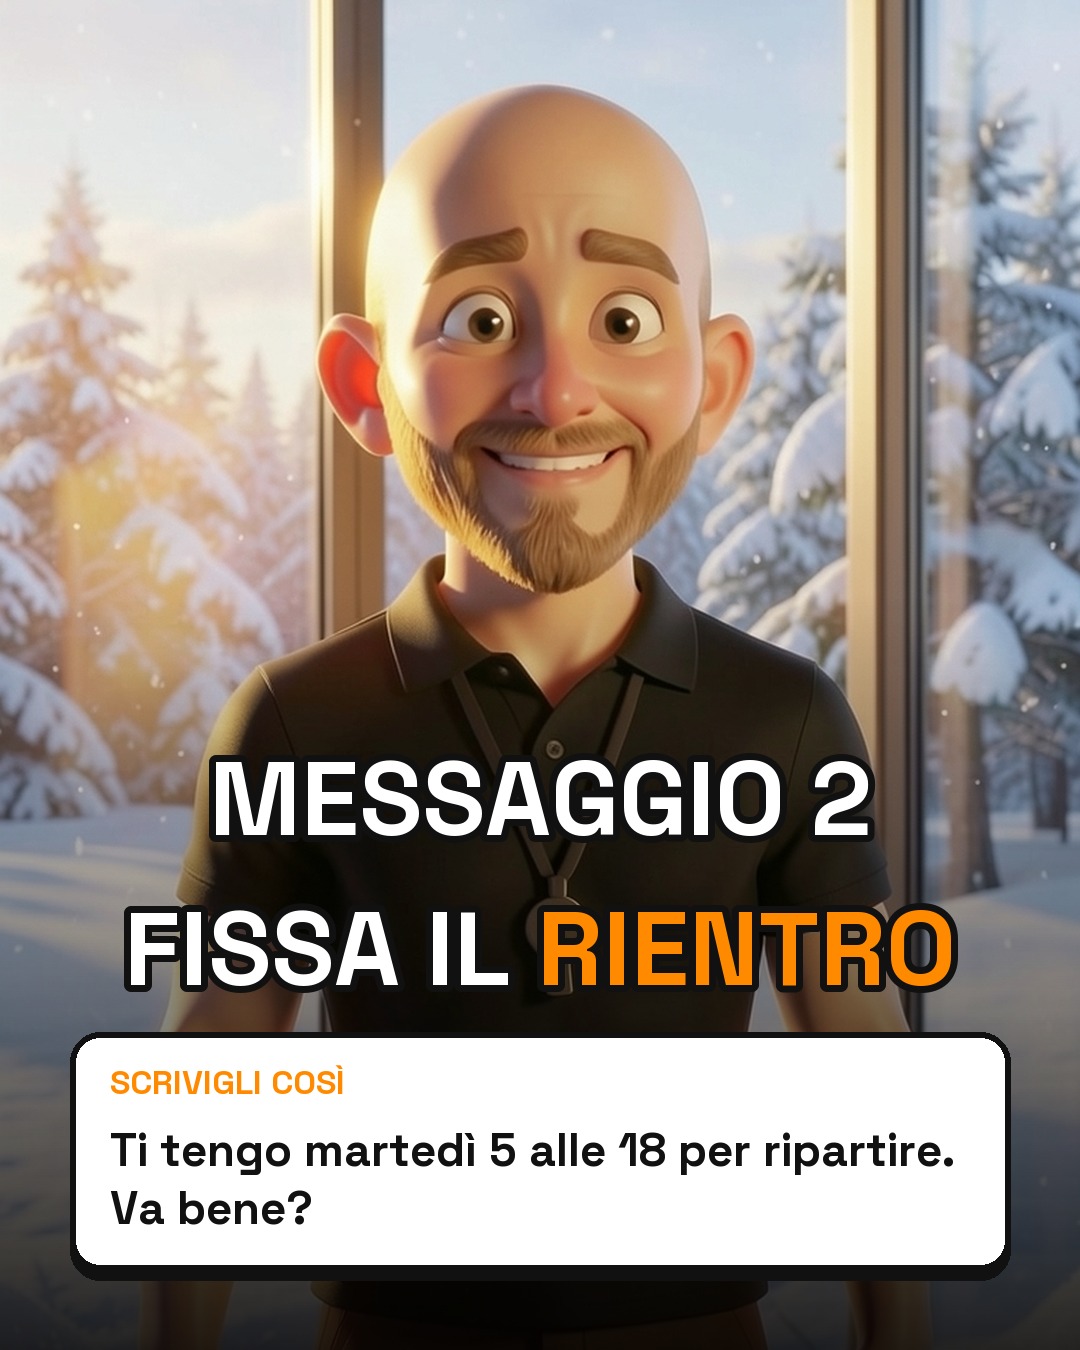 MESSAGGIO 2
FISSA IL RIENTRO
SCRIVIGLI COSÌ
Ti tengo martedì 5 alle 18 per ripartire.
Va bene?